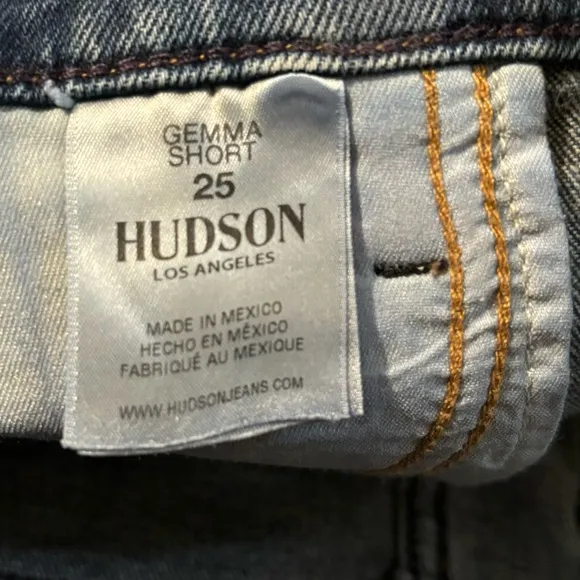 GEMMA
SHORT
25
HUDSON
LOS ANGELES
MADE IN MEXICO
HECHO EN MÉXICO
FABRIQUÉ AU MEXIQUE
WWW.HUDSONJEANS.COM